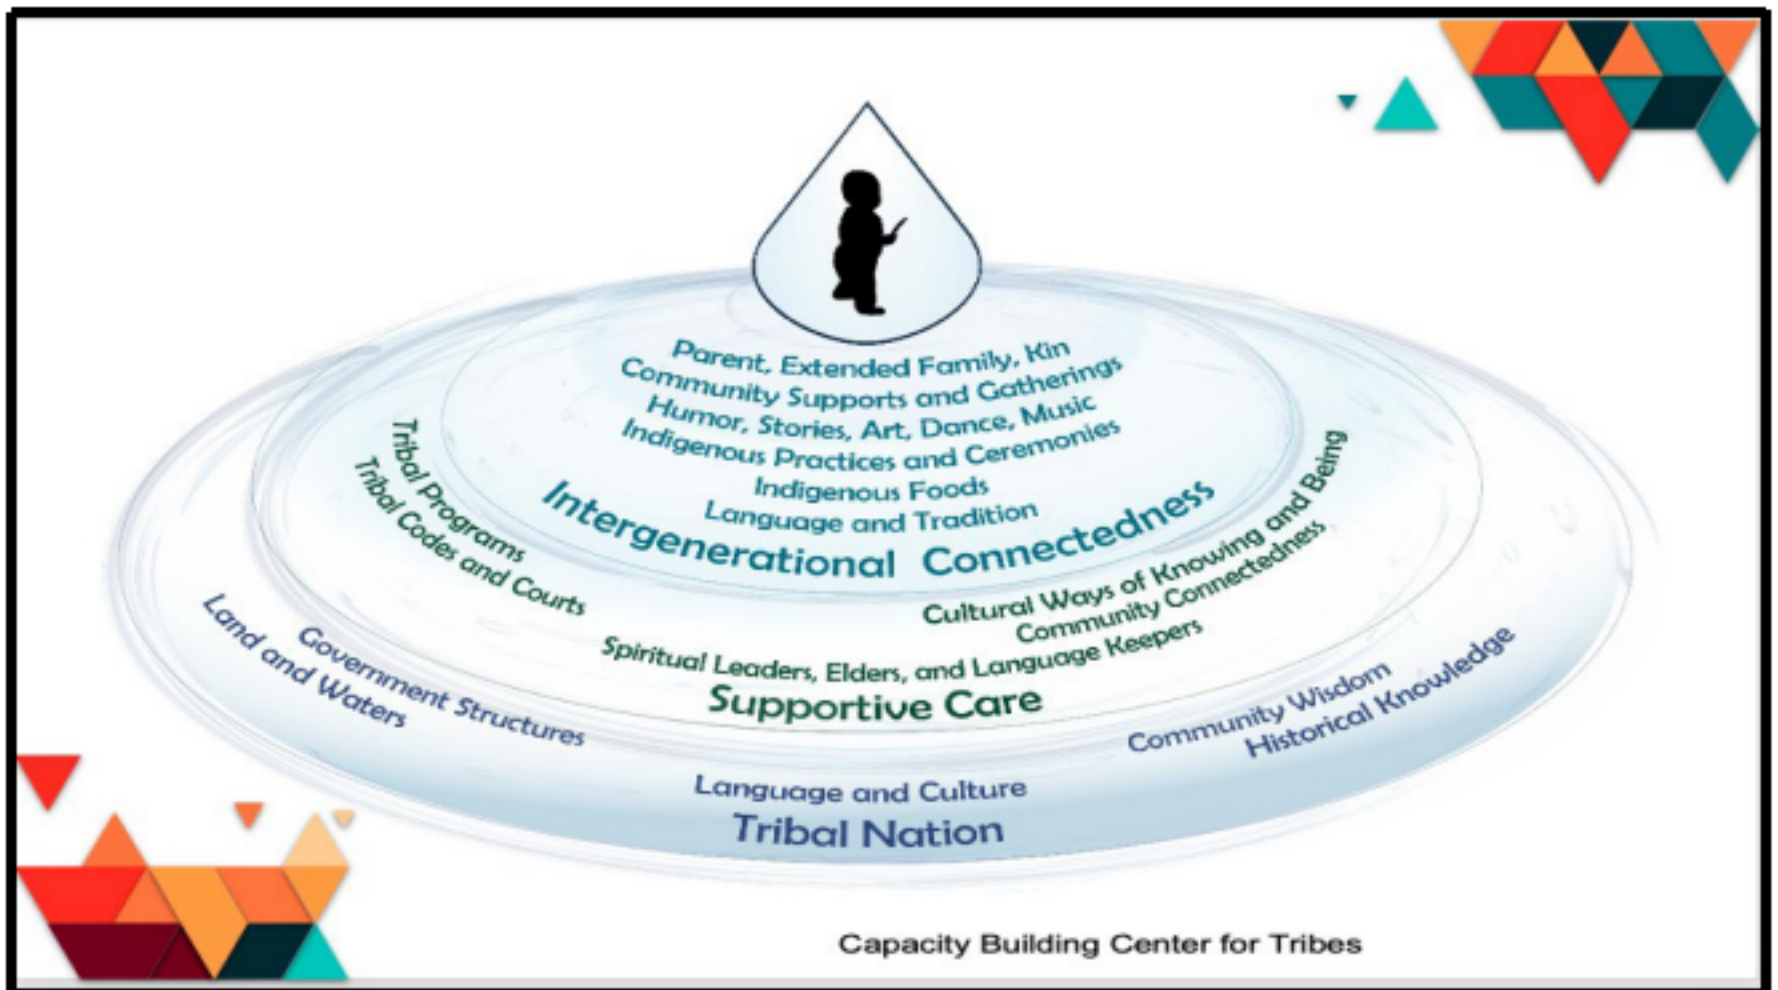 Parent, Extended Family, Kin
Community Supports and Gatherings
Humor, Stories, Art, Dance, Music
Indigenous Practices and Ceremonies
Indigenous Foods
Language and Tradition
Intergenerational Connectedness
Tribal Programs
Tribal Codes and Courts
Cultural Ways of Knowing and Being
Community Connectedness
Spiritual Leaders, Elders, and Language Keepers
Supportive Care
Government Structures
Land and Waters
Community Wisdom
Historical Knowledge
Language and Culture
Tribal Nation
Capacity Building Center for Tribes